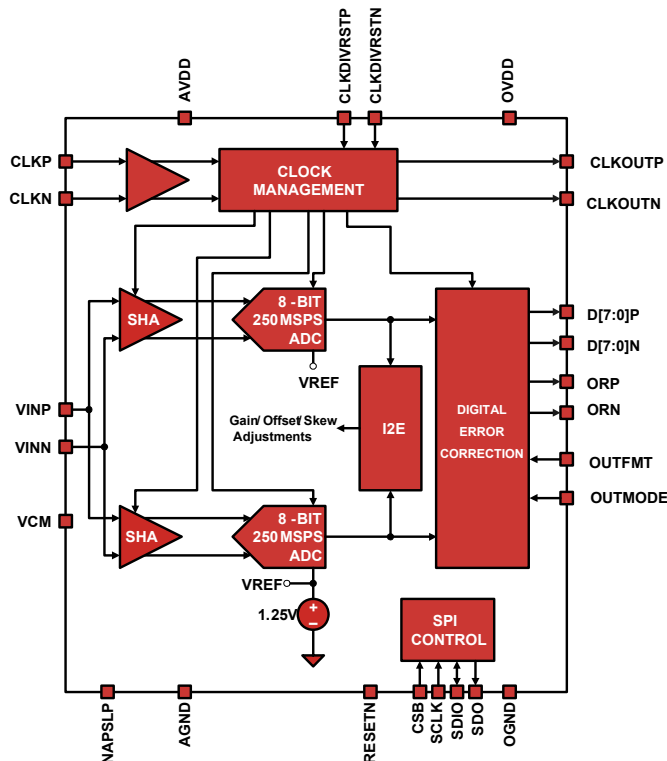 AVDD
CLKDIVRSTP
CLKDIVRSTN
OVDD
CLKP
CLKN
CLOCK
MANAGEMENT
CLKOUTP
CLKOUTN
SHA
8 -BIT
250 MSPS
ADC
VREF
D[7:0]P
D[7:0]N
ORP
ORN
OUTFMT
OUTMODE
VINP
VINN
VCM
Gain/ Offset/ Skew
Adjustments
I2E
DIGITAL
ERROR
CORRECTION
SHA
8 -BIT
250 MSPS
ADC
VREF
1.25V
+
–
SPI
CONTROL
NAPSLP
AGND
RESETN
CSB
SCLK
SDIO
SDO
OGND